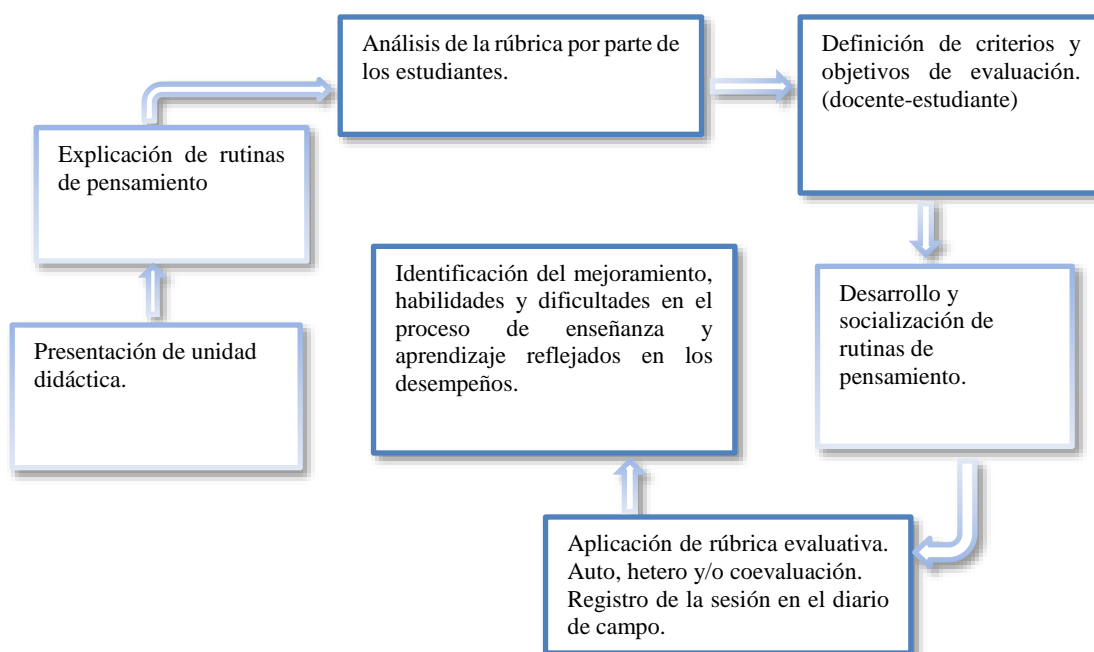 Presentación de unidad
didáctica.
Explicación de rutinas
de pensamiento
Análisis de la rúbrica por parte de
los estudiantes.
Definición de criterios y
objetivos de evaluación.
(docente-estudiante)
Desarrollo y
socialización de
rutinas de
pensamiento.
Aplicación de rúbrica evaluativa.
Auto, hetero y/o coevaluación.
Registro de la sesión en el diario
de campo.
Identificación del mejoramiento,
habilidades y dificultades en el
proceso de enseñanza y
aprendizaje reflejados en los
desempeños.